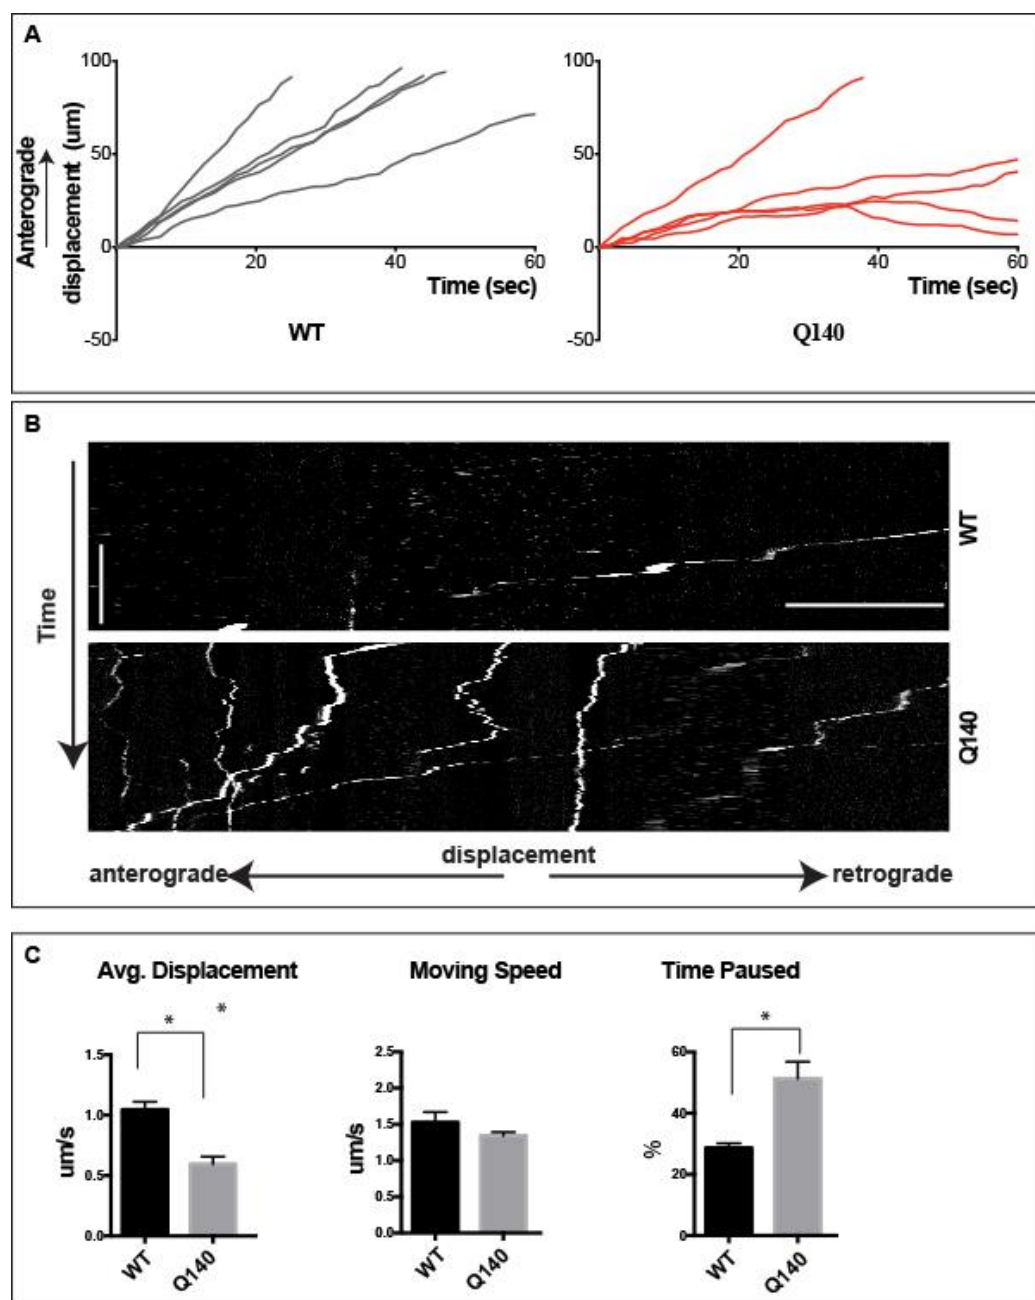 A
Anterograde
displacement (um)
100
50
0
-50
20
40
60
Time (sec)
WT
100
50
0
-50
20
40
60
Time (sec)
Q140
B
Time
WT
Q140
displacement
anterograde
retrograde
C
Avg. Displacement
Moving Speed
Time Paused
*
*
um/s
1.5
1.0
0.5
0.0
WT
Q140
um/s
2.5
2.0
1.5
1.0
0.5
0.0
WT
Q140
*
%
60
40
20
0
WT
Q140